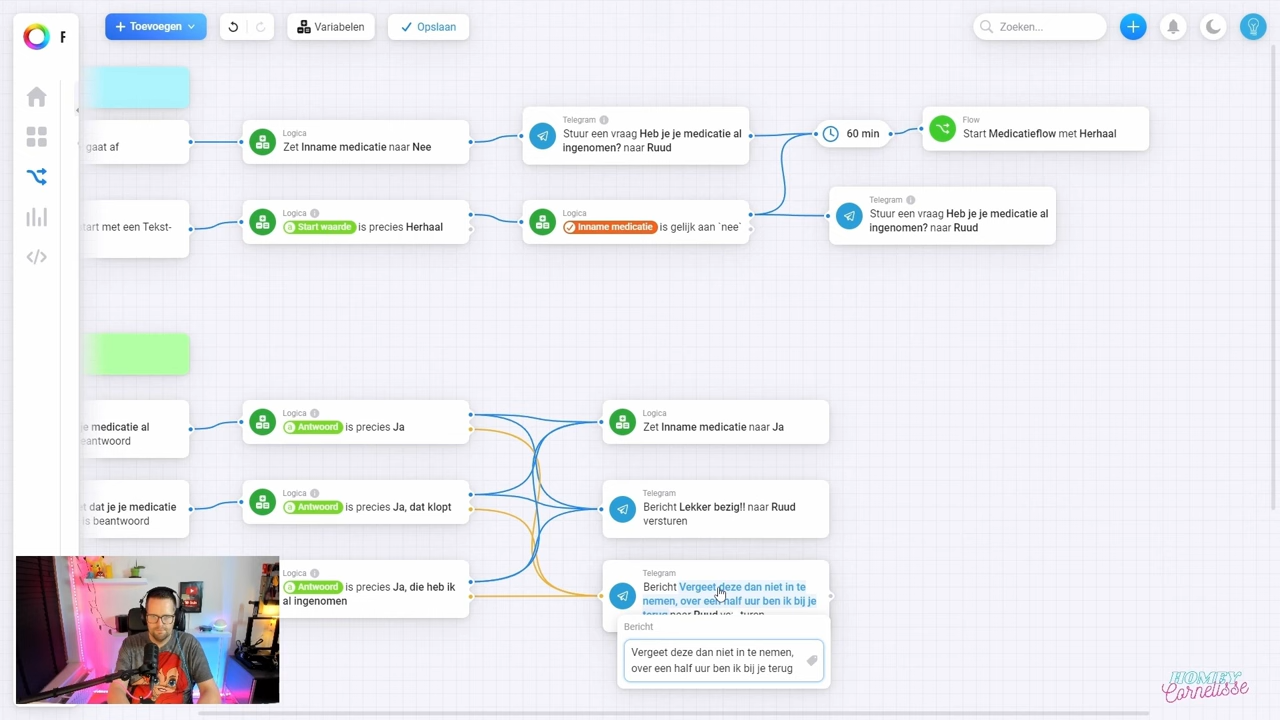 F
Toevoegen
Variabelen
Opslaan
Zoeken...
gaat af
Logica
Zet Inname medicatie naar Nee
Telegram
Stuur een vraag Heb je je medicatie al
ingenomen? naar Ruud
60 min
Flow
Start Medicatieflow met Herhaal
tart met een Tekst-
Logica
Start waarde is precies Herhaal
Logica
Inname medicatie is gelijk aan `nee`
Telegram
Stuur een vraag Heb je je medicatie al
ingenomen? naar Ruud
je medicatie al
eantwoord
Logica
Antwoord is precies Ja
Logica
Zet Inname medicatie naar Ja
t dat je je medicatie
is beantwoord
Logica
Antwoord is precies Ja, dat klopt
Telegram
Bericht Lekker bezig!! naar Ruud
versturen
Logica
Antwoord is precies Ja, die heb ik
al ingenomen
Telegram
Bericht Vergeet deze dan niet in te
nemen, over een half uur ben ik bij je
terug naar Ruud
Bericht
Vergeet deze dan niet in te nemen,
over een half uur ben ik bij je terug
HOMEY
Cornelisse